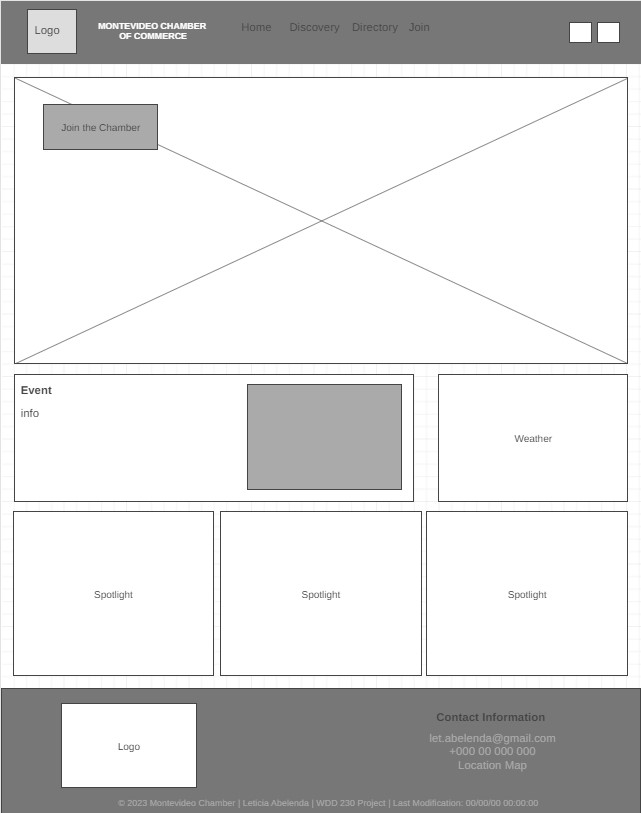 Logo
MONTEVIDEO CHAMBER
OF COMMERCE
Home Discovery Directory Join
Join the Chamber
Event
info
Weather
Spotlight
Spotlight
Spotlight
Logo
Contact Information
let.abelenda@gmail.com
+000 00 000 000
Location Map
© 2023 Montevideo Chamber | Leticia Abelenda | WDD 230 Project | Last Modification: 00/00/00 00:00:00